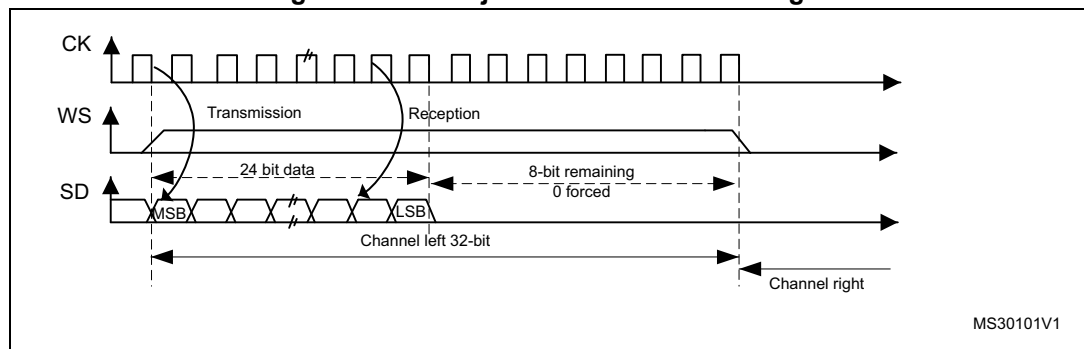 CK
WS
Transmission
Reception
24 bit data
8-bit remaining
0 forced
SD
MSB
LSB
Channel left 32-bit
Channel right
MS30101V1